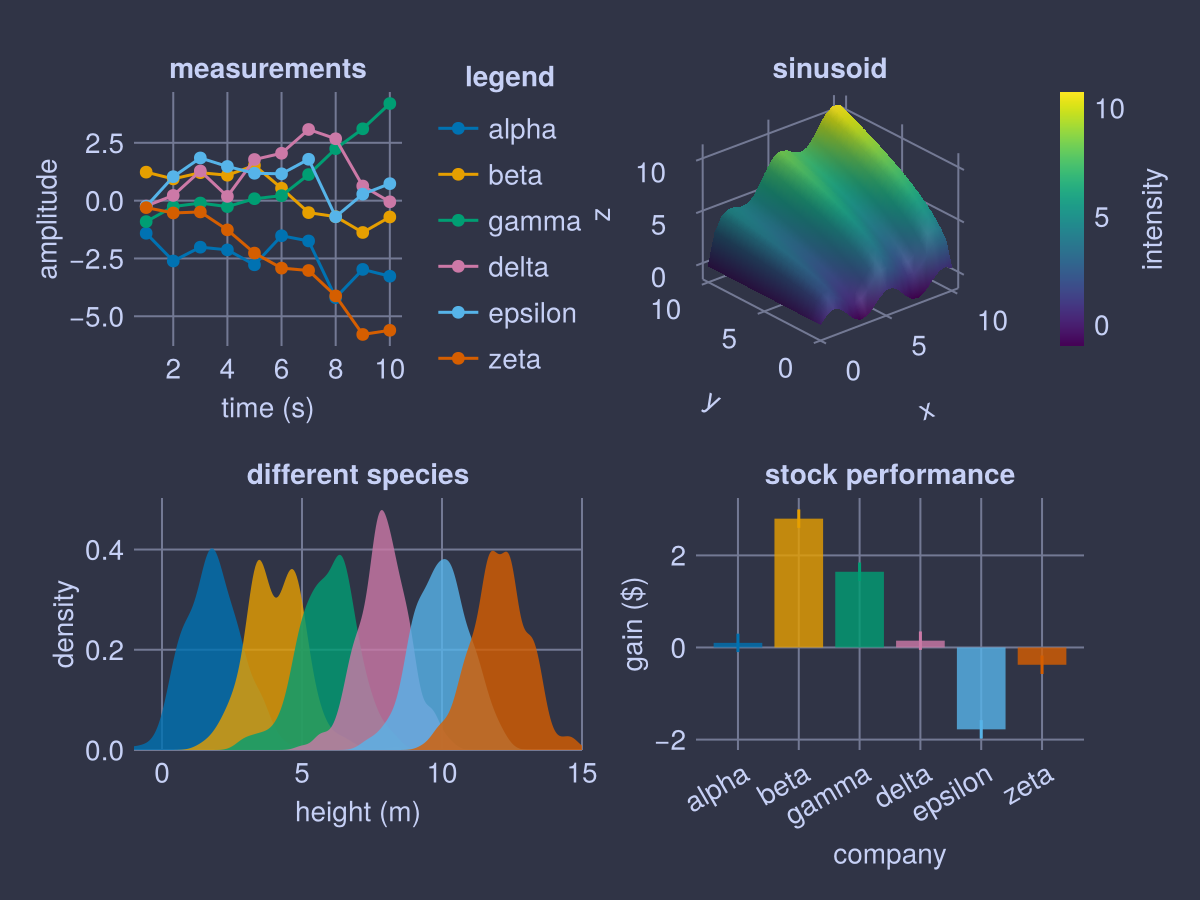 measurements
amplitude
2.5
0.0
−2.5
−5.0
2 4 6 8 10
time (s)
legend
alpha
beta
gamma
delta
epsilon
zeta
sinusoid
z
10
5
0
10
5
0
y
0
5
10
x
10
5
0
intensity
different species
density
0.4
0.2
0.0
0 5 10 15
height (m)
stock performance
gain ($)
2
0
−2
alpha beta gamma delta epsilon zeta
company